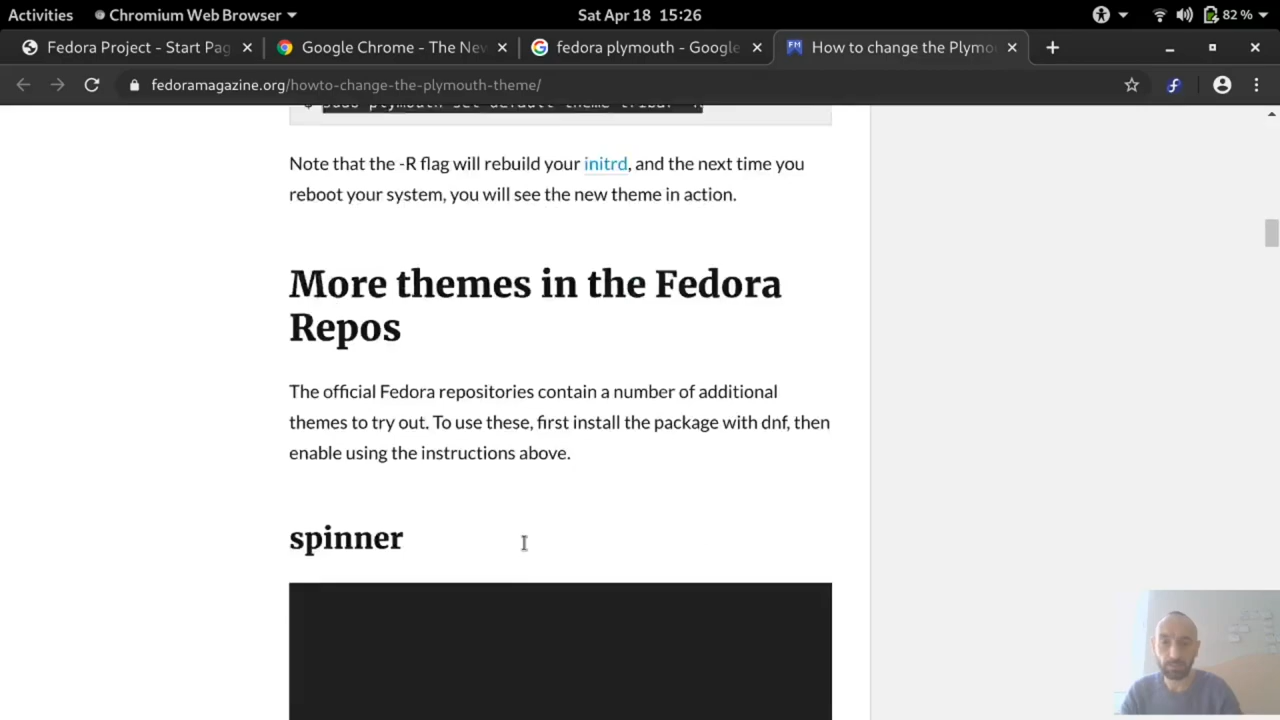 Activities
Chromium Web Browser
Sat Apr 18 15:26
82 %
Fedora Project - Start Pag
Google Chrome - The New
fedora plymouth - Google
How to change the Plymo
fedoramagazine.org/howto-change-the-plymouth-theme/
Note that the -R flag will rebuild your initrd, and the next time you
reboot your system, you will see the new theme in action.
More themes in the Fedora
Repos
The official Fedora repositories contain a number of additional
themes to try out. To use these, first install the package with dnf, then
enable using the instructions above.
spinner